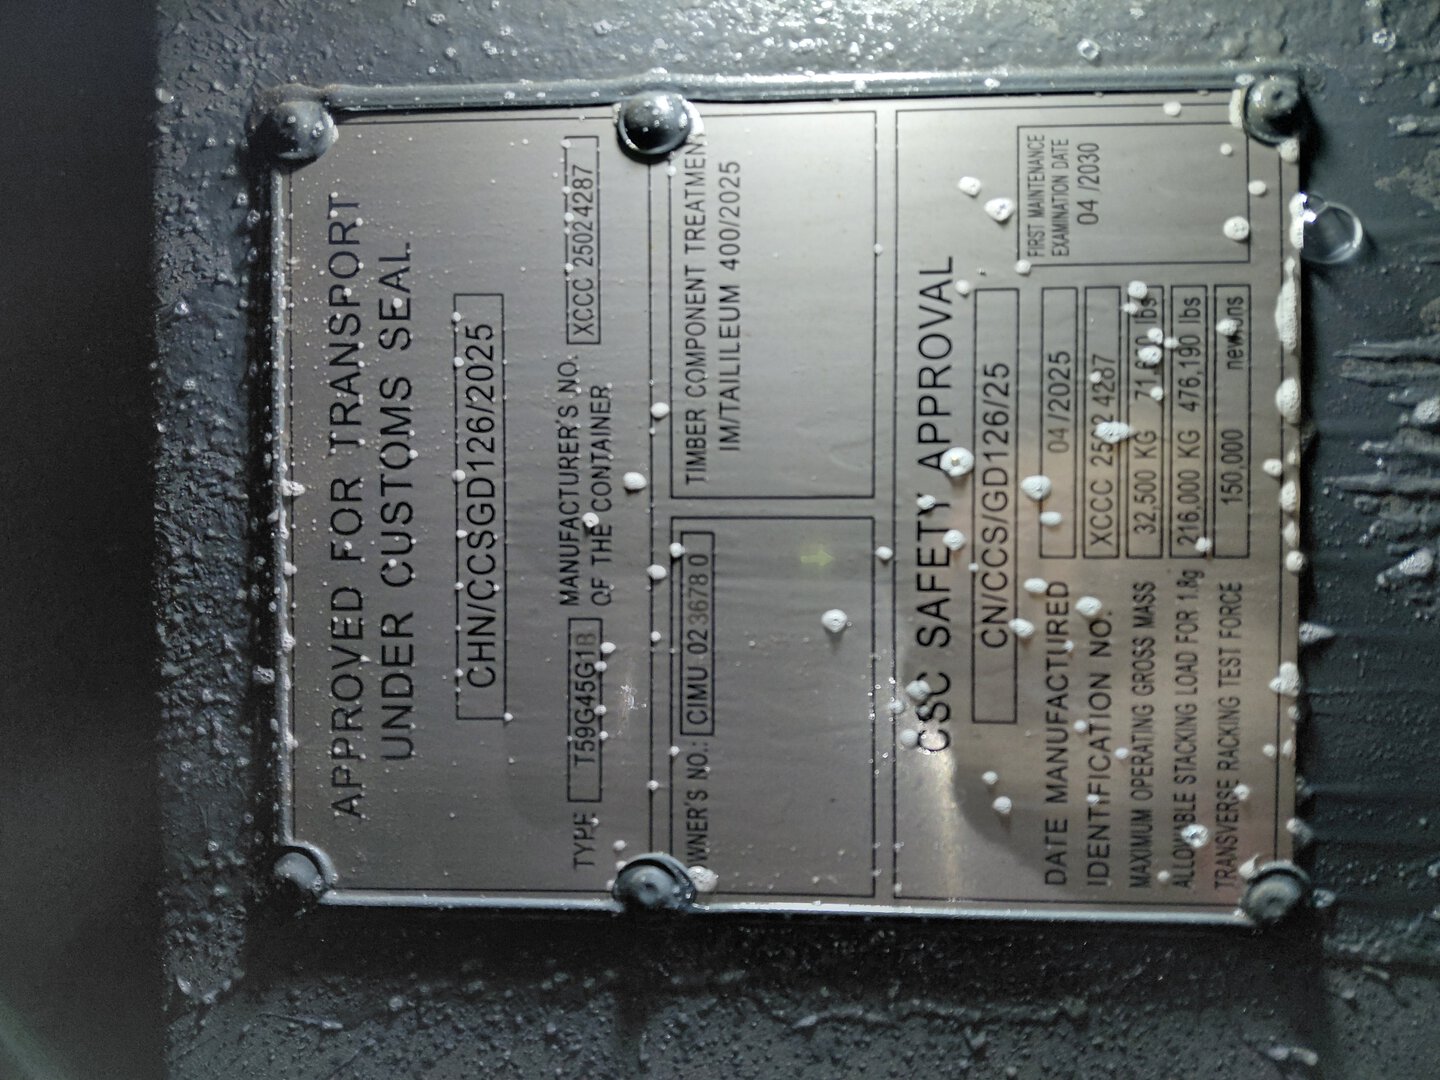 APPROVED FOR TRANSPORT
UNDER CUSTOMS SEAL
CHN/CCSGD126/2025
TYPE T59G45G1B MANUFACTURER'S NO. OF THE CONTAINER XCCC 25024287
OWNER'S NO.: CIMU 023678 0
TIMBER COMPONENT TREATMENT
IM/TAILILEUM 400/2025
CSC SAFETY APPROVAL
CN/CCS/GD126/25
DATE MANUFACTURED 04/2025
IDENTIFICATION NO. XCCC 2502 4287
MAXIMUM OPERATING GROSS MASS 32,500 KG lbs
ALLOWABLE STACKING LOAD FOR 1.8g 216,000 KG 476,190 lbs
TRANSVERSE RACKING TEST FORCE 150,000 newtons
FIRST MAINTENANCE
EXAMINATION DATE
04 /2030